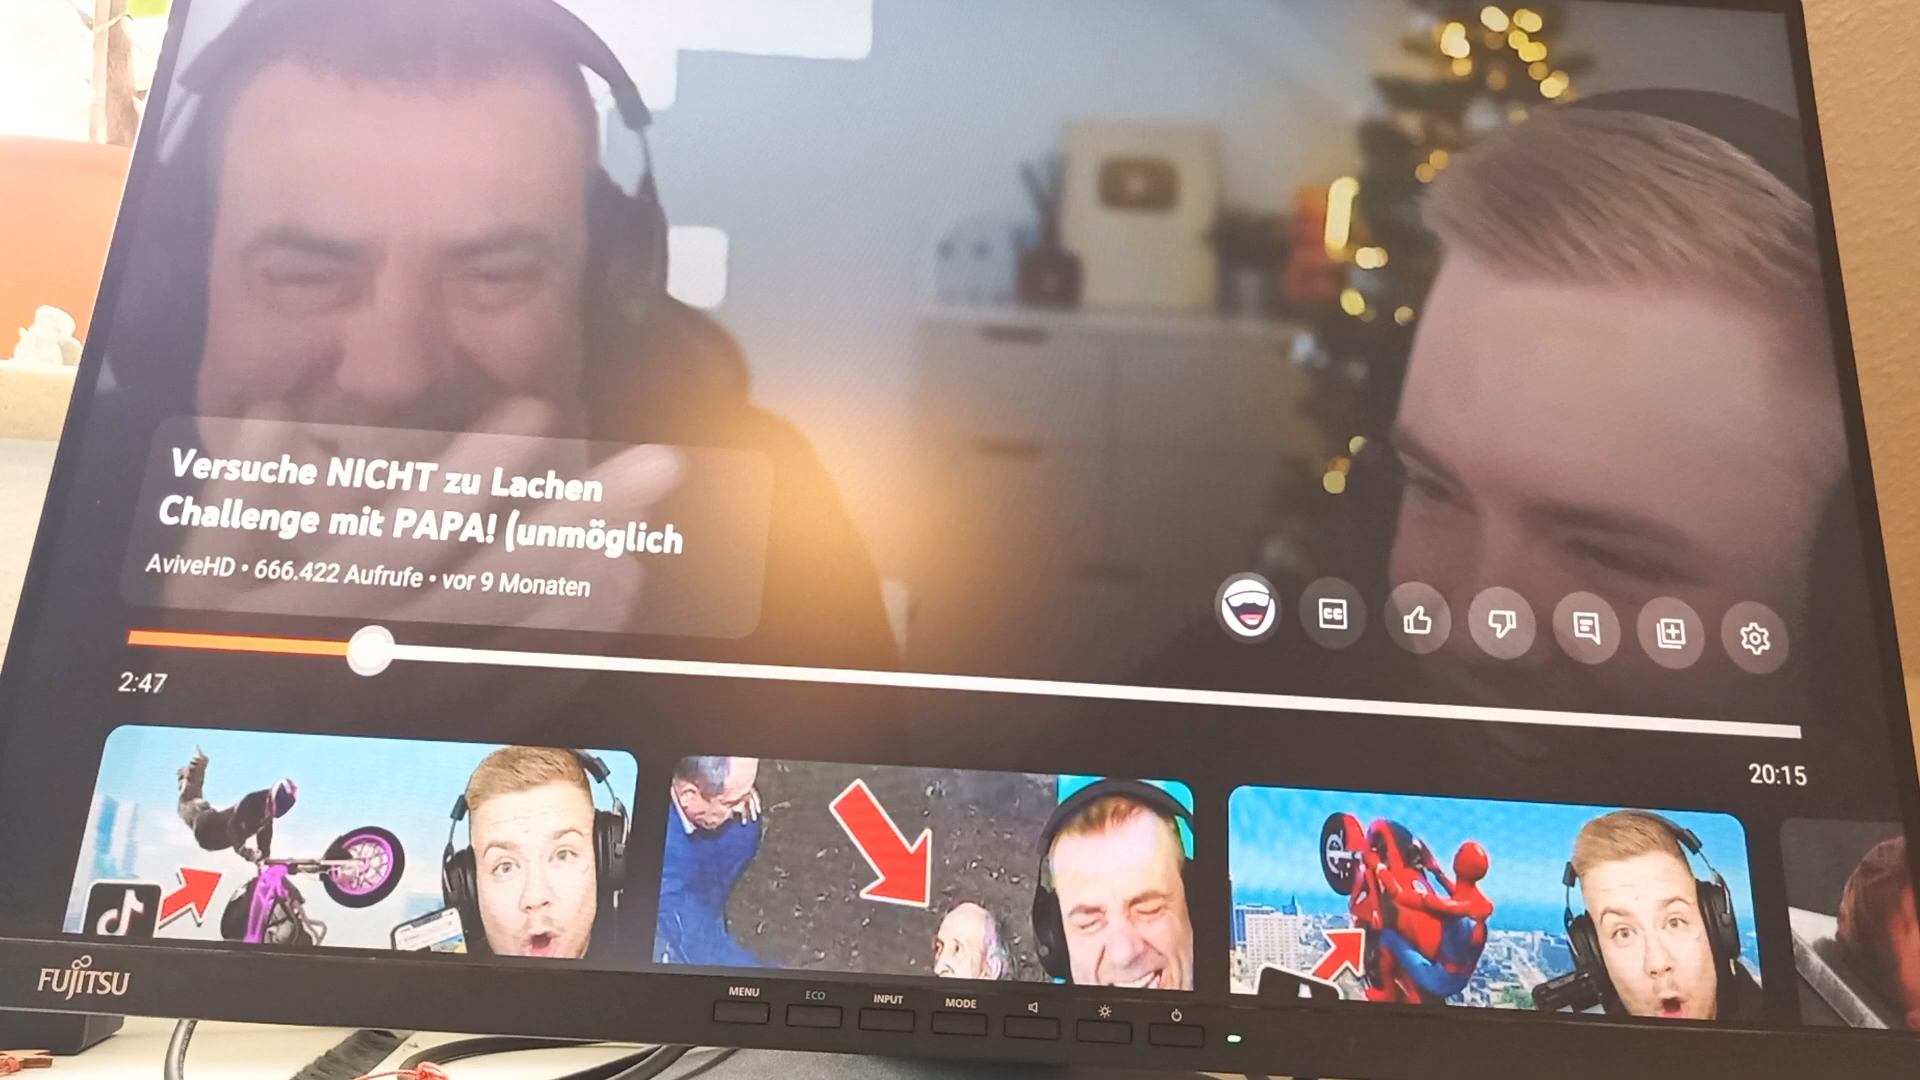 Versuche NICHT zu Lachen
Challenge mit PAPA! (unmöglich
AviveHD • 666.422 Aufrufe • vor 9 Monaten
CC
2:47
20:15
FUJITSU
MENU
ECO
INPUT
MODE